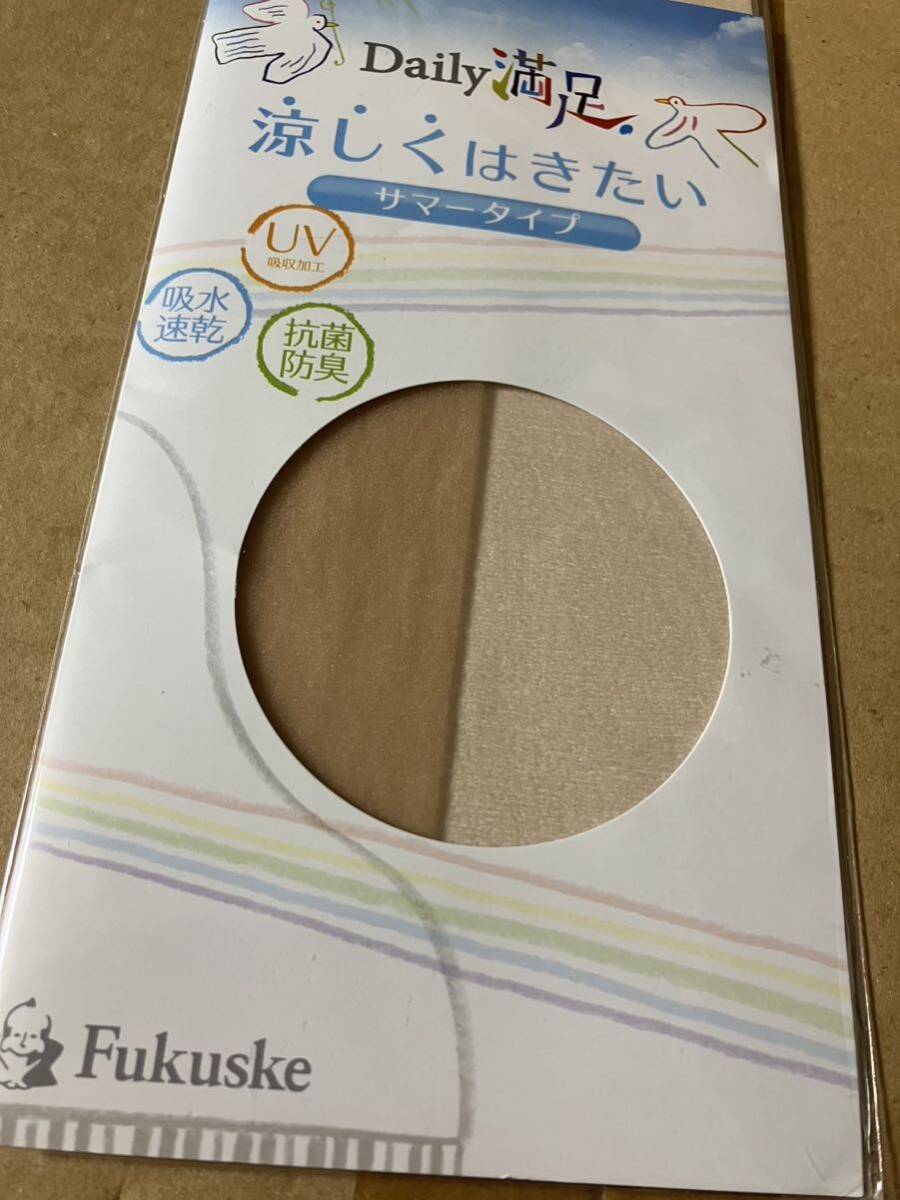 Daily満足
涼しくはきたい
サマータイプ
UV
吸収加工
吸水
速乾
抗菌
防臭
Fukuske